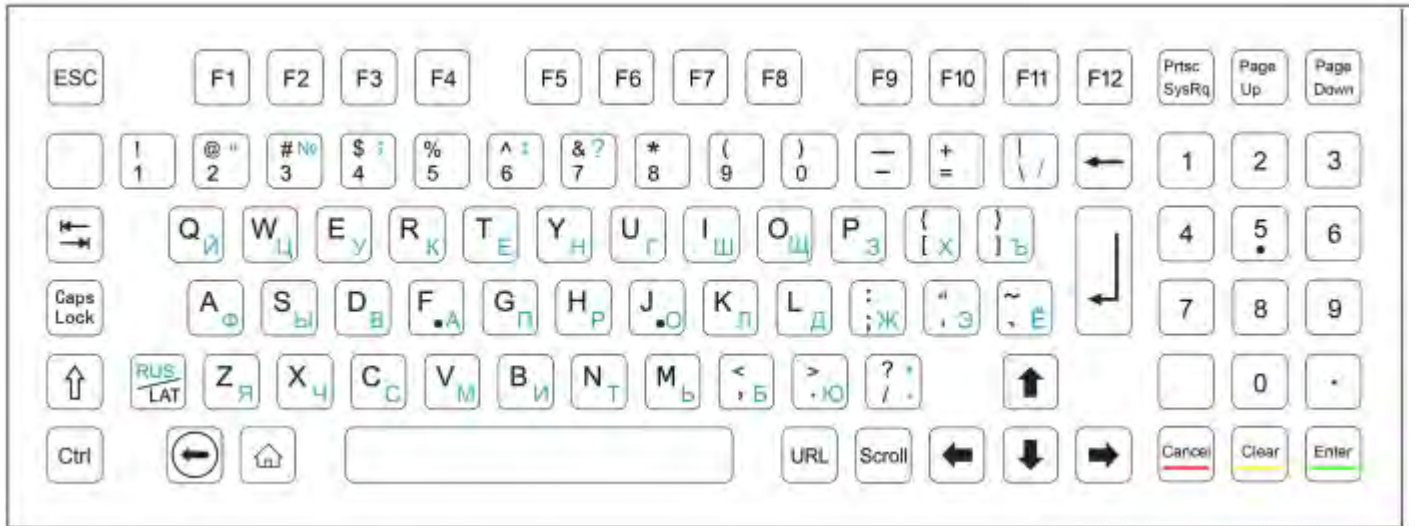 ESC F1 F2 F3 F4 F5 F6 F7 F8 F9 F10 F11 F12 Prtsc SysRq Page Up Page Down
! 1 @ " 2 # № 3 $ ; 4 % 5 ^ : 6 & ? 7 * 8 ( 9 ) 0 — – + = | \ / 1 2 3
Q Й W Ц E У R К T Е Y Н U Г I Ш O Щ P З { [ Х } ] Ъ 4 5 6
Caps Lock A Ф S Ы D В F А G П H Р J О K Л L Д : ; Ж " ' Э ~ ` Ё 7 8 9
RUS LAT Z Я X Ч C С V М B И N Т M Ь < , Б > . Ю ? / , . 0 .
Ctrl URL Scroll Cancel Clear Enter